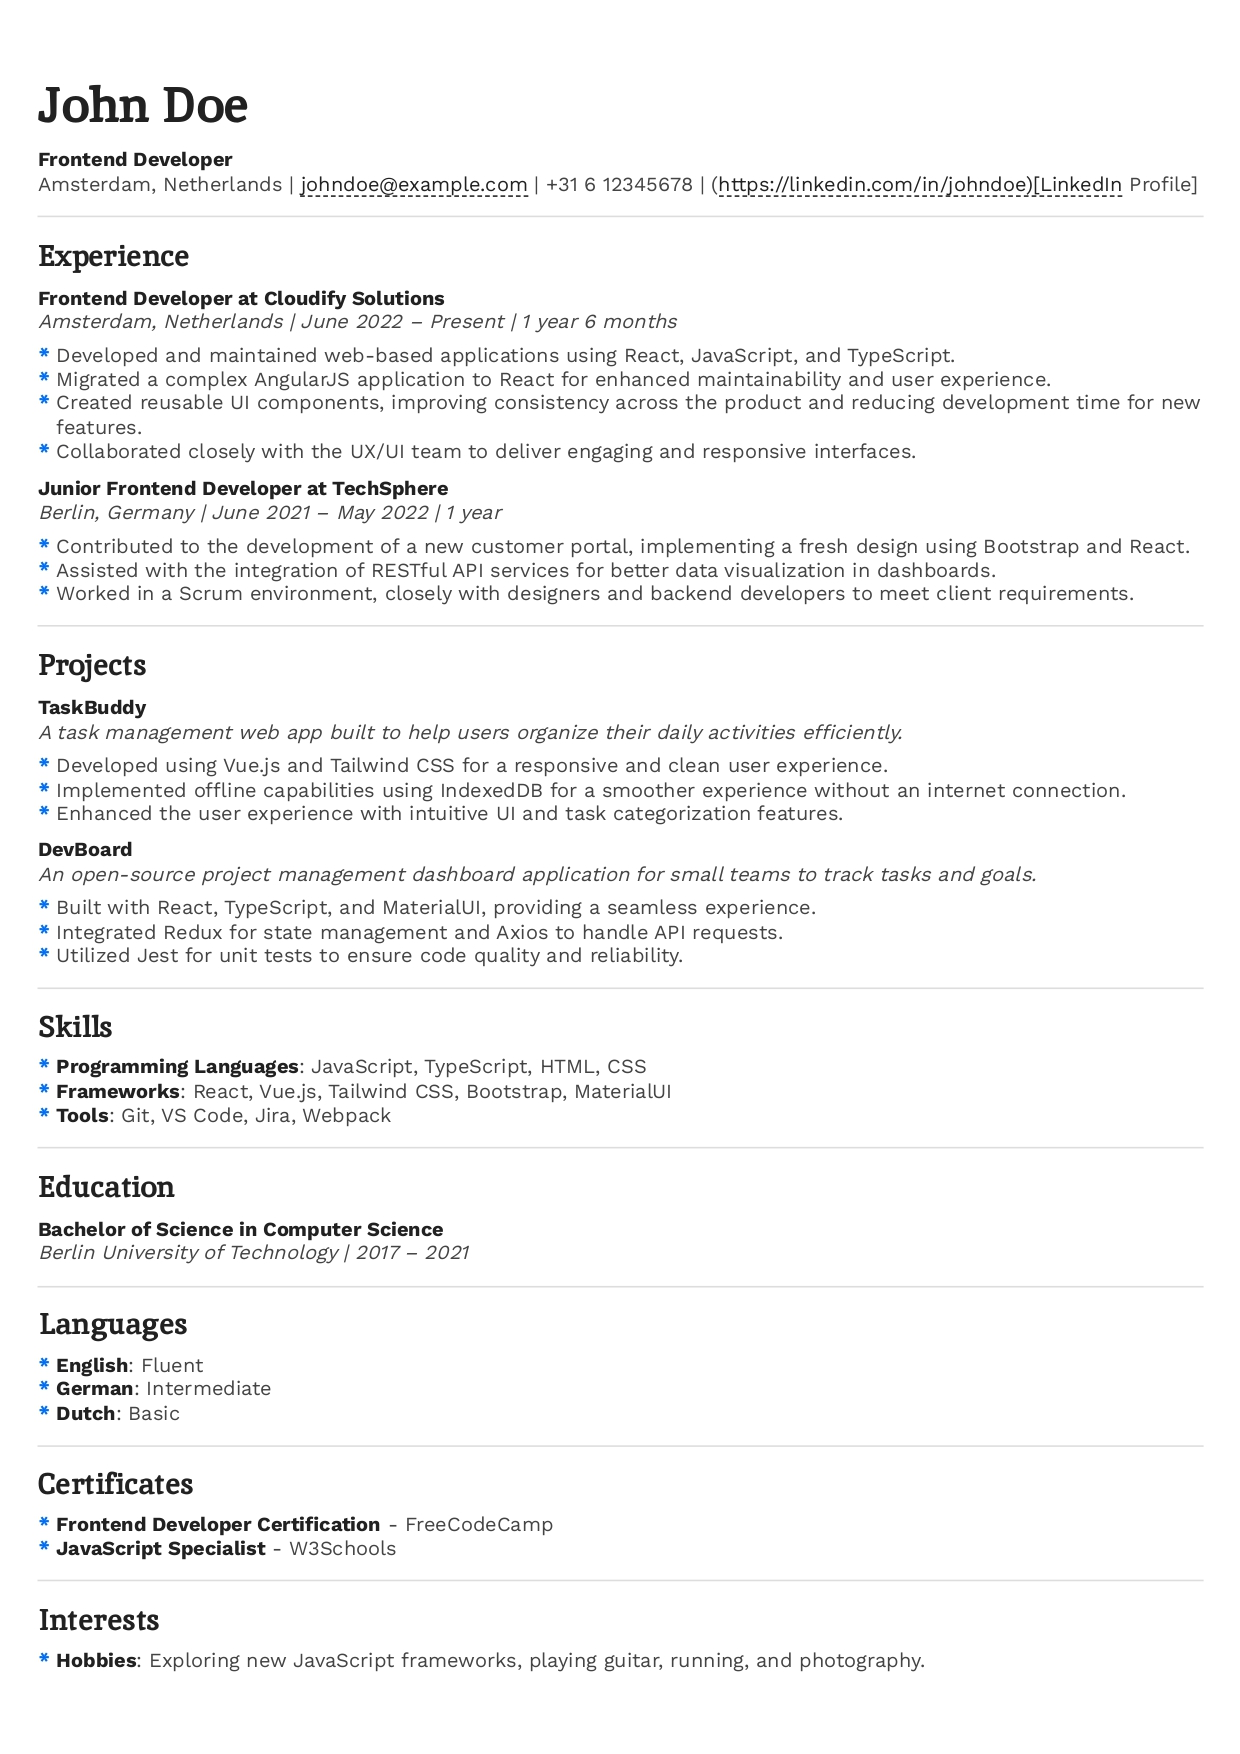 John Doe
Frontend Developer
Amsterdam, Netherlands | johndoe@example.com | +31 6 12345678 | (https://linkedin.com/in/johndoe)[LinkedIn Profile]
Experience
Frontend Developer at Cloudify Solutions
Amsterdam, Netherlands | June 2022 – Present | 1 year 6 months
* Developed and maintained web-based applications using React, JavaScript, and TypeScript.
* Migrated a complex AngularJS application to React for enhanced maintainability and user experience.
* Created reusable UI components, improving consistency across the product and reducing development time for new
features.
* Collaborated closely with the UX/UI team to deliver engaging and responsive interfaces.
Junior Frontend Developer at TechSphere
Berlin, Germany | June 2021 – May 2022 | 1 year
* Contributed to the development of a new customer portal, implementing a fresh design using Bootstrap and React.
* Assisted with the integration of RESTful API services for better data visualization in dashboards.
* Worked in a Scrum environment, closely with designers and backend developers to meet client requirements.
Projects
TaskBuddy
A task management web app built to help users organize their daily activities efficiently.
* Developed using Vue.js and Tailwind CSS for a responsive and clean user experience.
* Implemented offline capabilities using IndexedDB for a smoother experience without an internet connection.
* Enhanced the user experience with intuitive UI and task categorization features.
DevBoard
An open-source project management dashboard application for small teams to track tasks and goals.
* Built with React, TypeScript, and MaterialUI, providing a seamless experience.
* Integrated Redux for state management and Axios to handle API requests.
* Utilized Jest for unit tests to ensure code quality and reliability.
Skills
* Programming Languages: JavaScript, TypeScript, HTML, CSS
* Frameworks: React, Vue.js, Tailwind CSS, Bootstrap, MaterialUI
* Tools: Git, VS Code, Jira, Webpack
Education
Bachelor of Science in Computer Science
Berlin University of Technology | 2017 – 2021
Languages
* English: Fluent
* German: Intermediate
* Dutch: Basic
Certificates
* Frontend Developer Certification - FreeCodeCamp
* JavaScript Specialist - W3Schools
Interests
* Hobbies: Exploring new JavaScript frameworks, playing guitar, running, and photography.